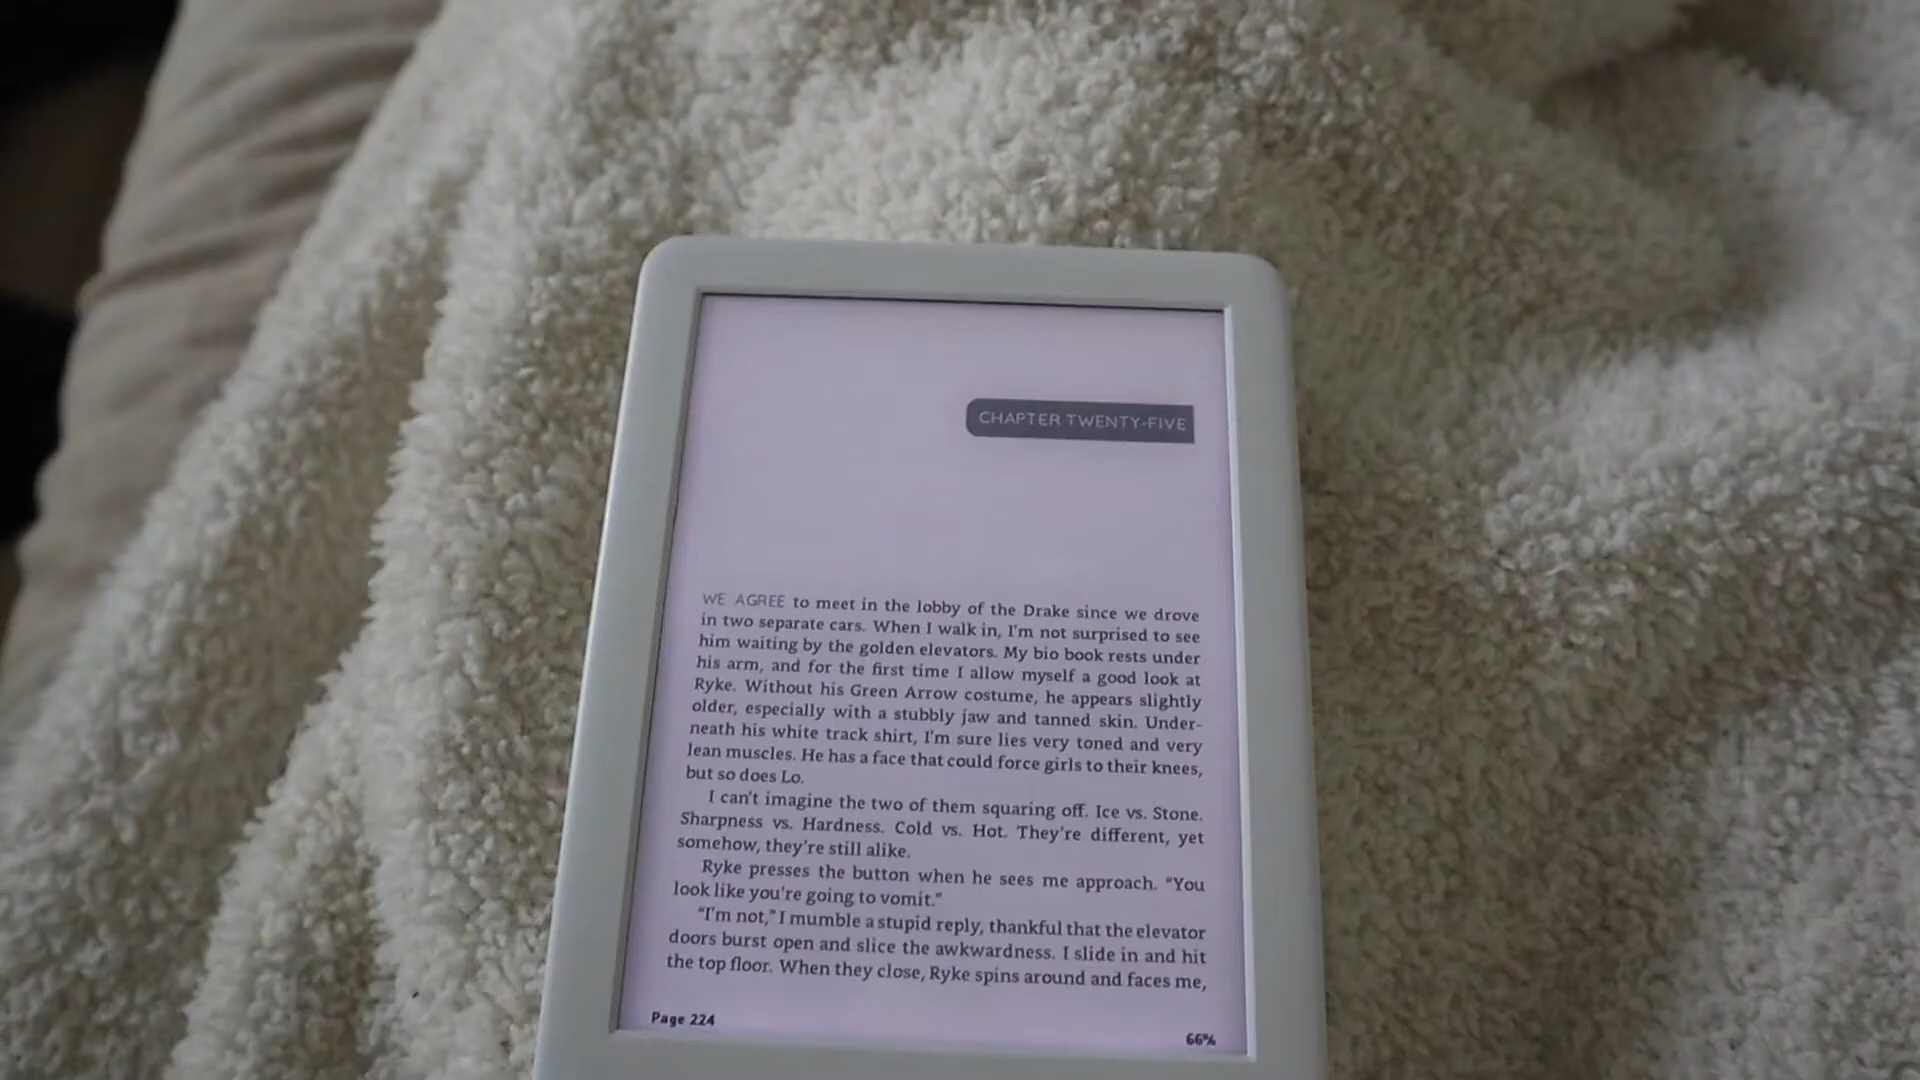 CHAPTER TWENTY-FIVE
WE AGREE to meet in the lobby of the Drake since we drove
in two separate cars. When I walk in, I'm not surprised to see
him waiting by the golden elevators. My bio book rests under
his arm, and for the first time I allow myself a good look at
Ryke. Without his Green Arrow costume, he appears slightly
older, especially with a stubbly jaw and tanned skin. Under-
neath his white track shirt, I'm sure lies very toned and very
lean muscles. He has a face that could force girls to their knees,
but so does Lo.
I can't imagine the two of them squaring off. Ice vs. Stone.
Sharpness vs. Hardness. Cold vs. Hot. They're different, yet
somehow, they're still alike.
Ryke presses the button when he sees me approach. “You
look like you're going to vomit.”
“I'm not,” I mumble a stupid reply, thankful that the elevator
doors burst open and slice the awkwardness. I slide in and hit
the top floor. When they close, Ryke spins around and faces me,
Page 224
66%